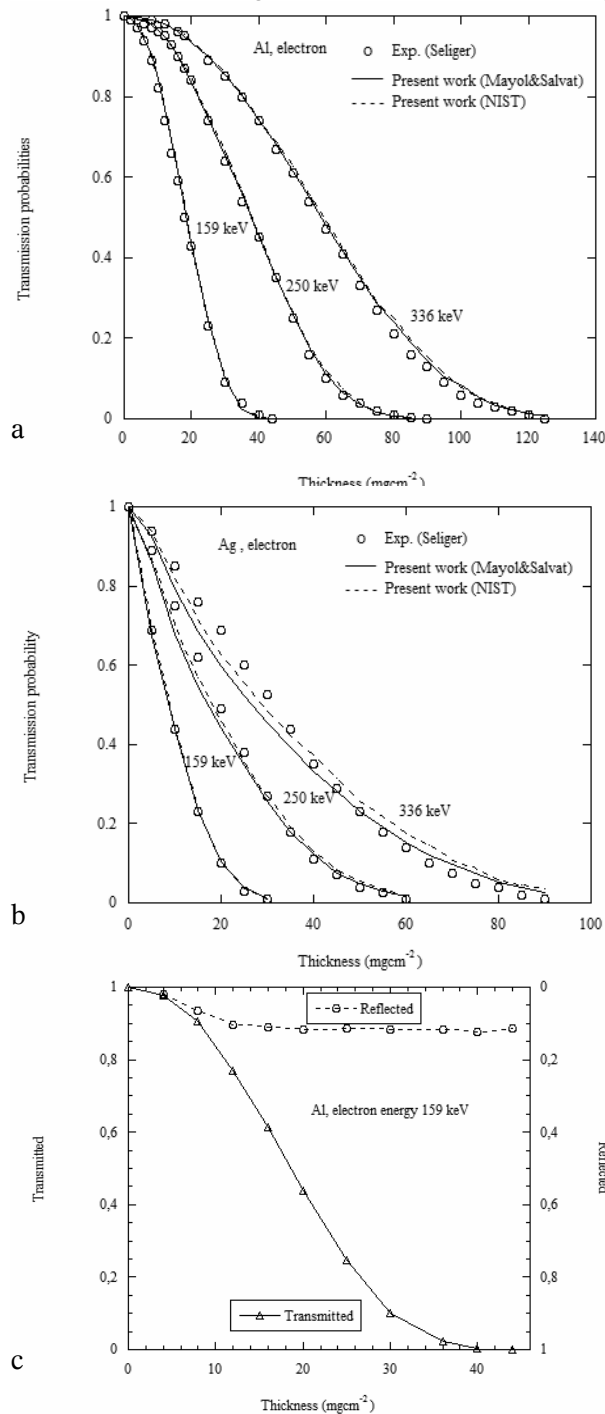 Al, electron
Exp. (Seliger)
Present work (Mayol&Salvat)
Present work (NIST)
1
0.8
0.6
0.4
0.2
0
Transmission probabilities
159 keV
250 keV
336 keV
0 20 40 60 80 100 120 140
Thickness (mgcm-2)
a
Ag , electron
Exp. (Seliger)
Present work (Mayol&Salvat)
Present work (NIST)
1
0.8
0.6
0.4
0.2
0
Transmission probability
159 keV
250 keV
336 keV
0 20 40 60 80 100
Thickness (mgcm-2)
b
1
0,8
0,6
0,4
0,2
0
Transmitted
Reflected
Al, electron energy 159 keV
Transmitted
0
0,2
0,4
0,6
0,8
1
Reflected
0 10 20 30 40
Thickness (mgcm-2)
c